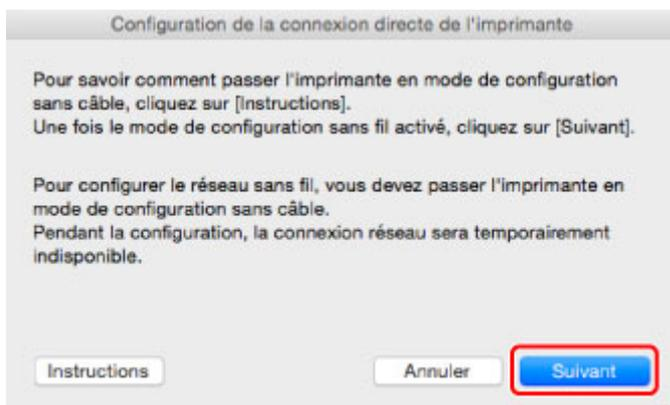 Configuration de la connexion directe de l'imprimante
Pour savoir comment passer l'imprimante en mode de configuration
sans câble, cliquez sur [Instructions].
Une fois le mode de configuration sans fil activé, cliquez sur [Suivant].
Pour configurer le réseau sans fil, vous devez passer l'imprimante en
mode de configuration sans câble.
Pendant la configuration, la connexion réseau sera temporairement
indisponible.
Instructions
Annuler
Suivant